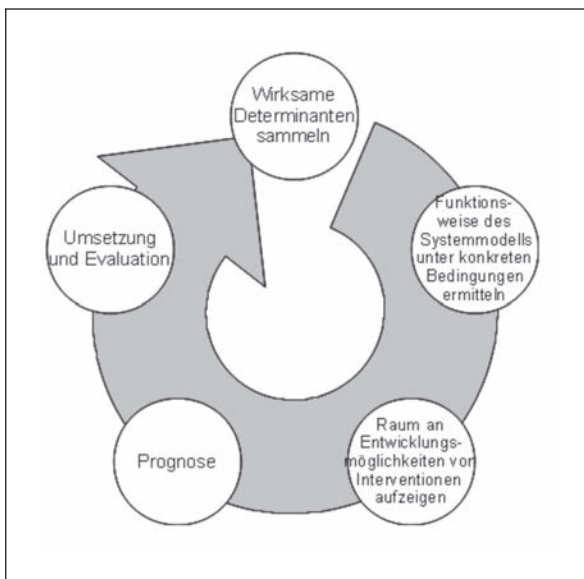 Wirksame
Determinanten
sammeln
Funktions-
weise des
Systemmodells
unter konkreten
Bedingungen
ermitteln
Raum an
Entwicklungs-
möglichkeiten von
Interventionen
aufzeigen
Prognose
Umsetzung
und Evaluation